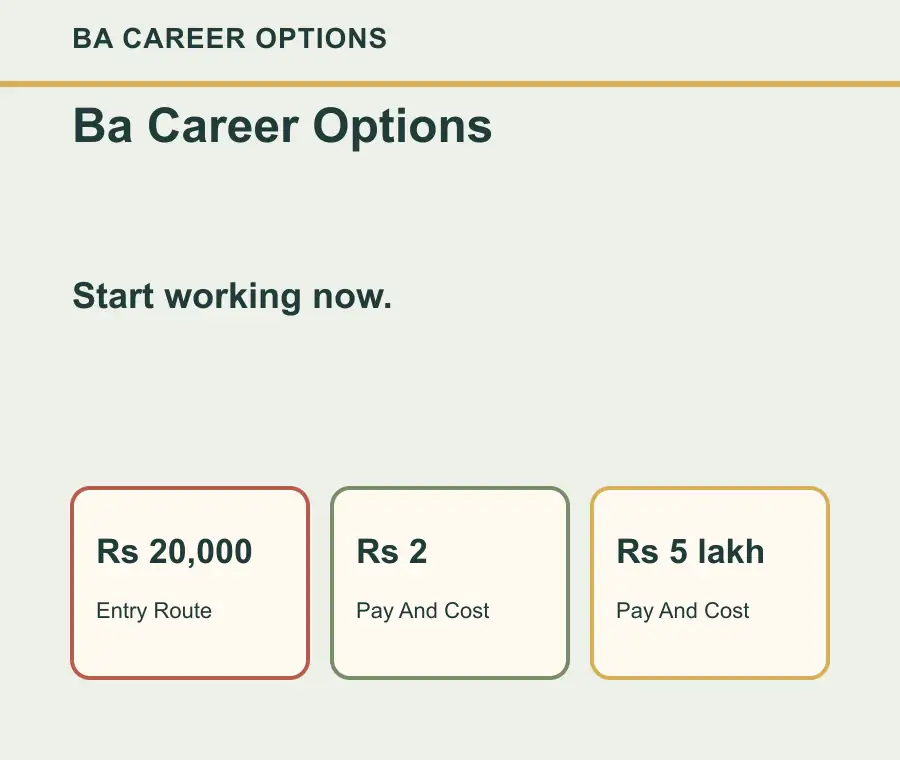 BA CAREER OPTIONS
Ba Career Options
Start working now.
Rs 20,000
Entry Route
Rs 2
Pay And Cost
Rs 5 lakh
Pay And Cost